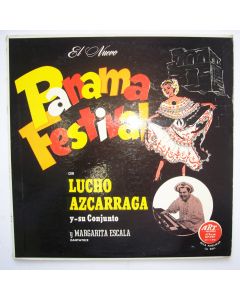 El Nuevo
Panama
Festival
con
LUCHO
AZCARRAGA
y-su Conjunto
y MARGARITA ESCALA